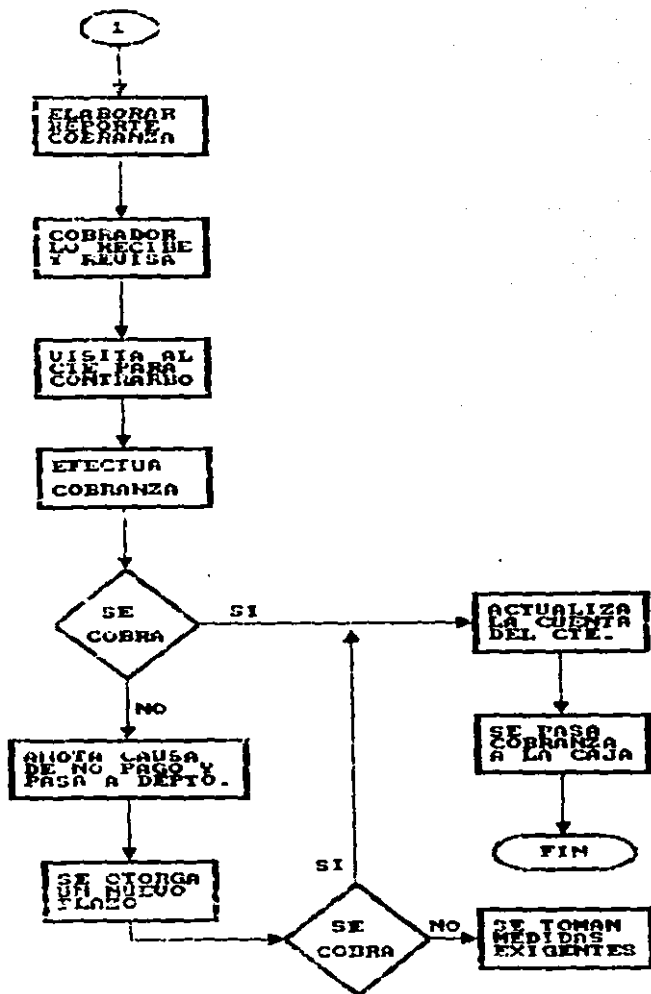 1
ELABORAR
REPORTE
COBRANZA
COBRADOR
LO RECIBE
Y REVISA
VISITA AL
CTE PARA
EFECTUA
COBRANZA
SE
COBRA
SI
ACTUALIZA
LA CUENTA
DEL CTE.
NO
ANOTA CAUSA
DE NO PAGO Y
PASA A DEPTO.
SE PASA
COBRANZA
A LA CAJA
FIN
SE OTORGA
UN NUEVO
PLAZO
SI
SE
COBRA
NO
SE TOMAN
MEDIDAS
EXIGENTES